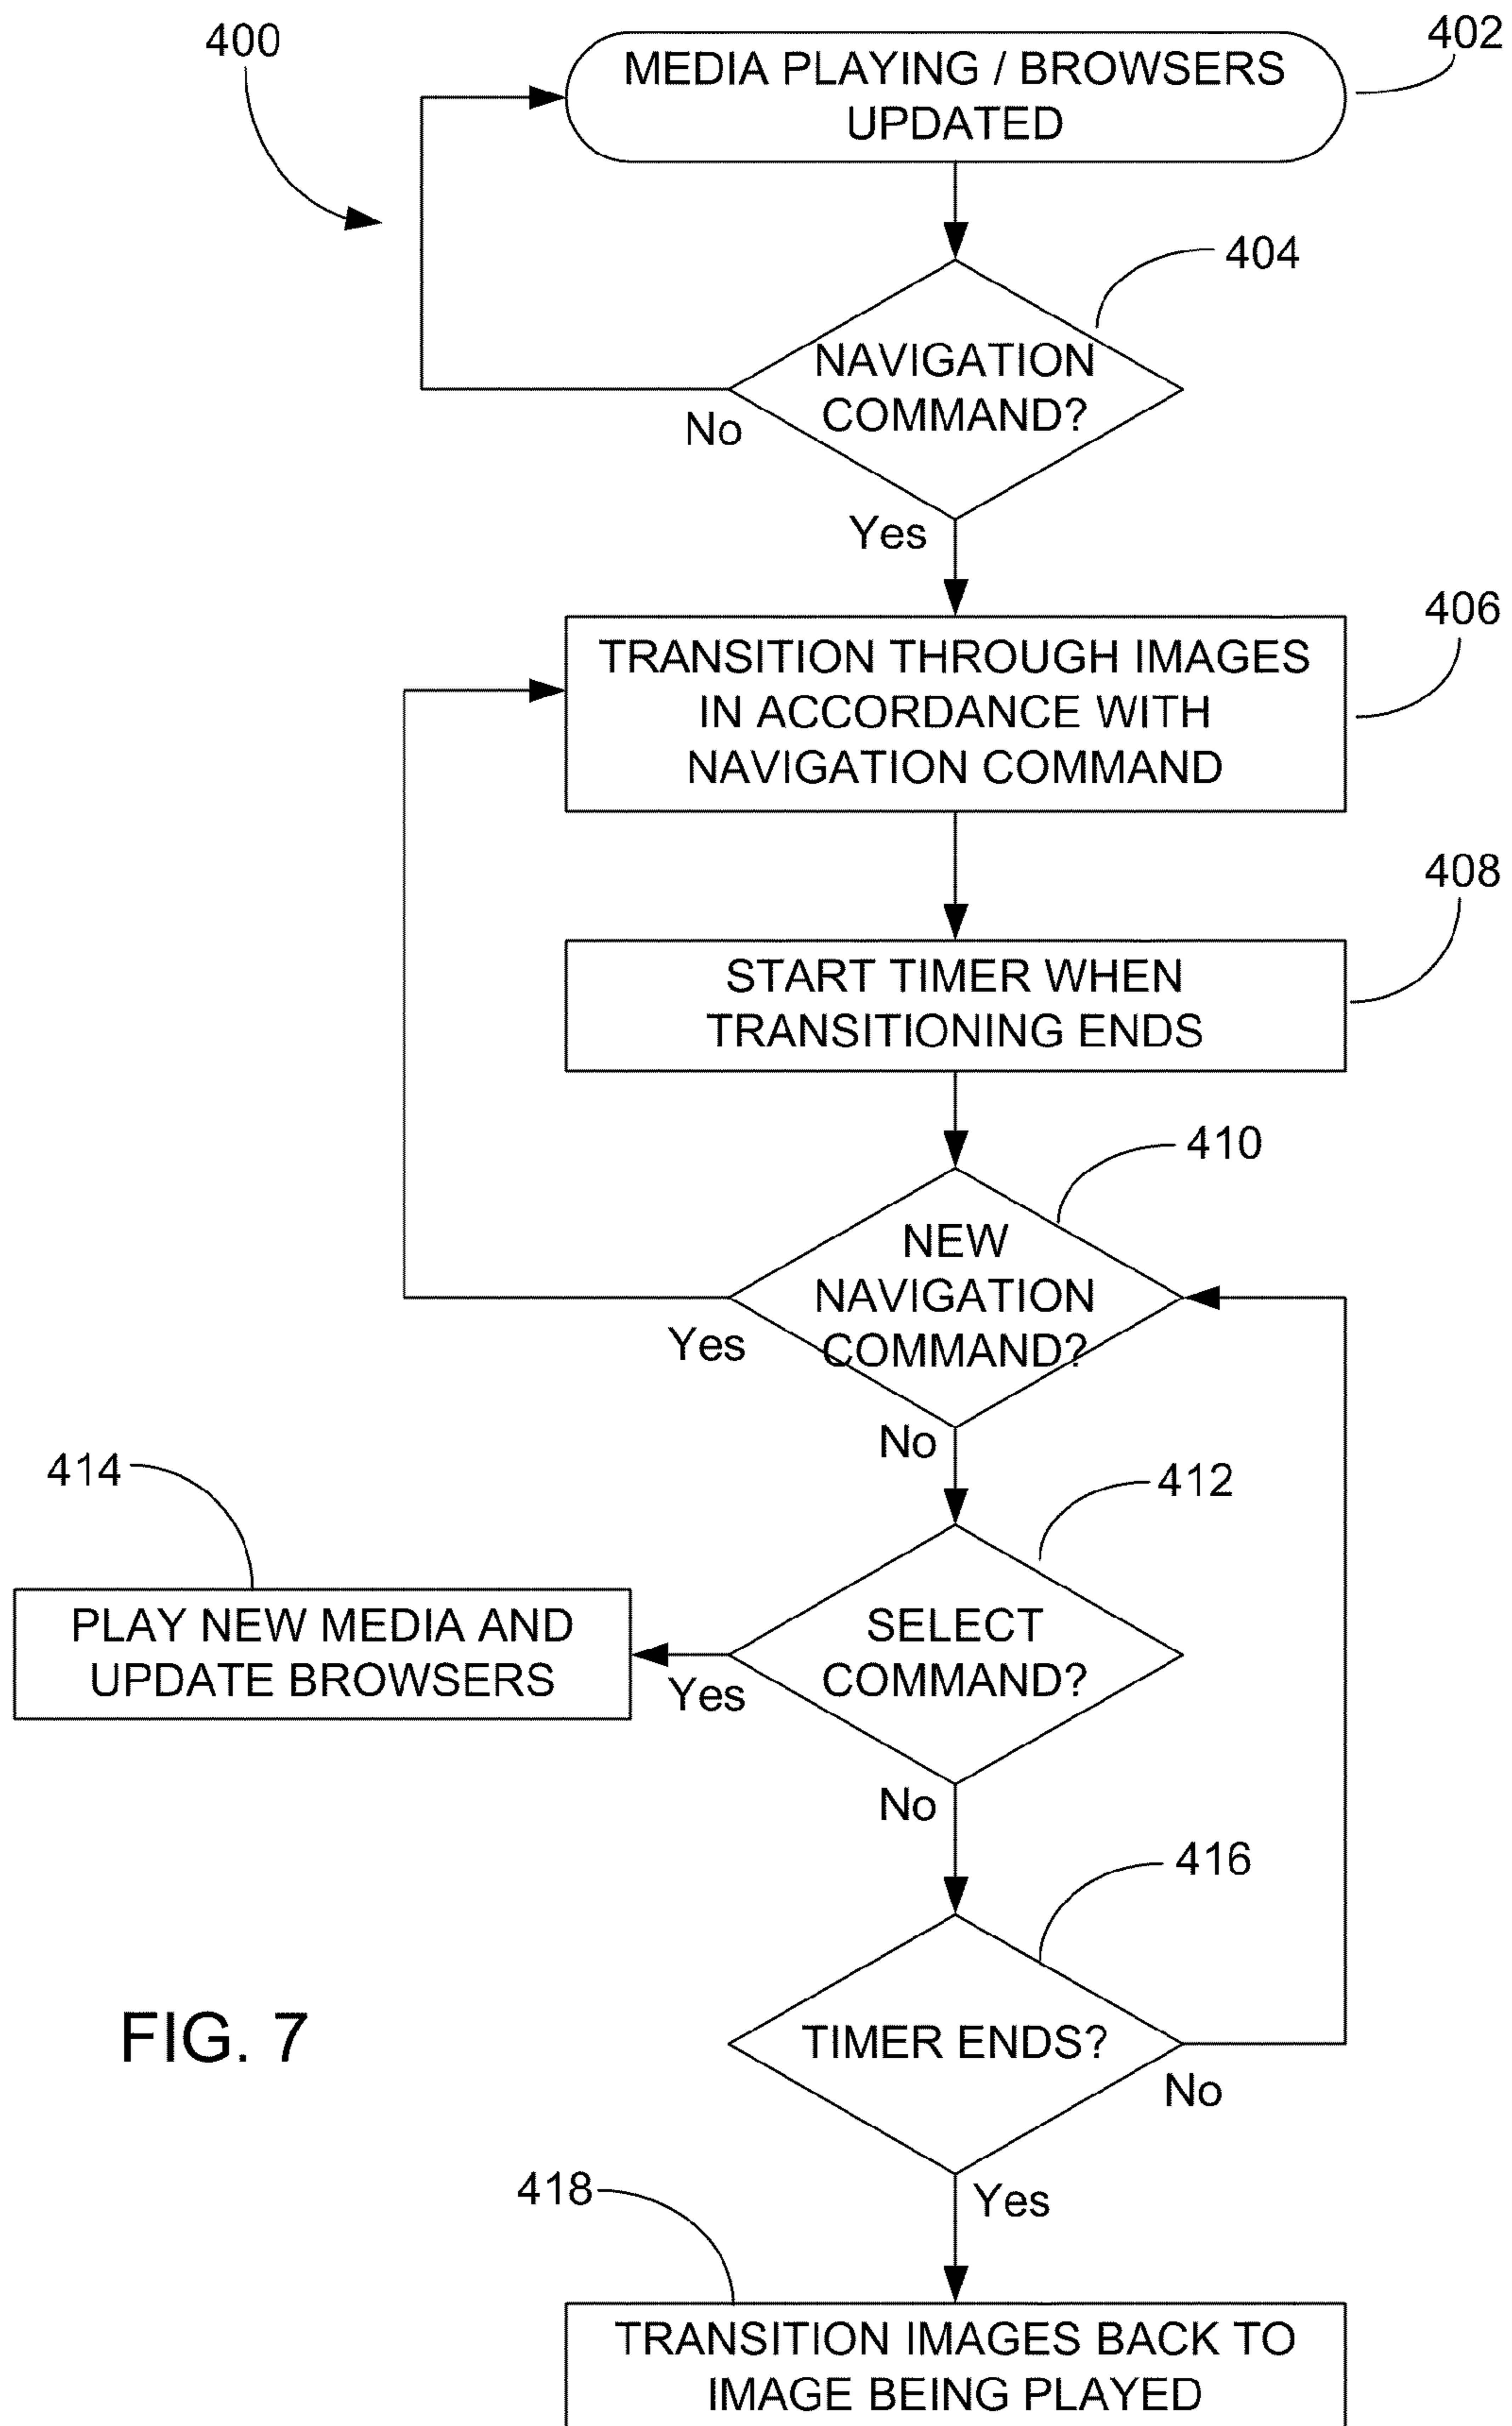 400
402
MEDIA PLAYING / BROWSERS
UPDATED
404
NAVIGATION
COMMAND?
No
Yes
406
TRANSITION THROUGH IMAGES
IN ACCORDANCE WITH
NAVIGATION COMMAND
408
START TIMER WHEN
TRANSITIONING ENDS
410
NEW
NAVIGATION
COMMAND?
Yes
No
412
414
SELECT
COMMAND?
PLAY NEW MEDIA AND
UPDATE BROWSERS
Yes
No
416
TIMER ENDS?
No
FIG. 7
Yes
418
TRANSITION IMAGES BACK TO
IMAGE BEING PLAYED